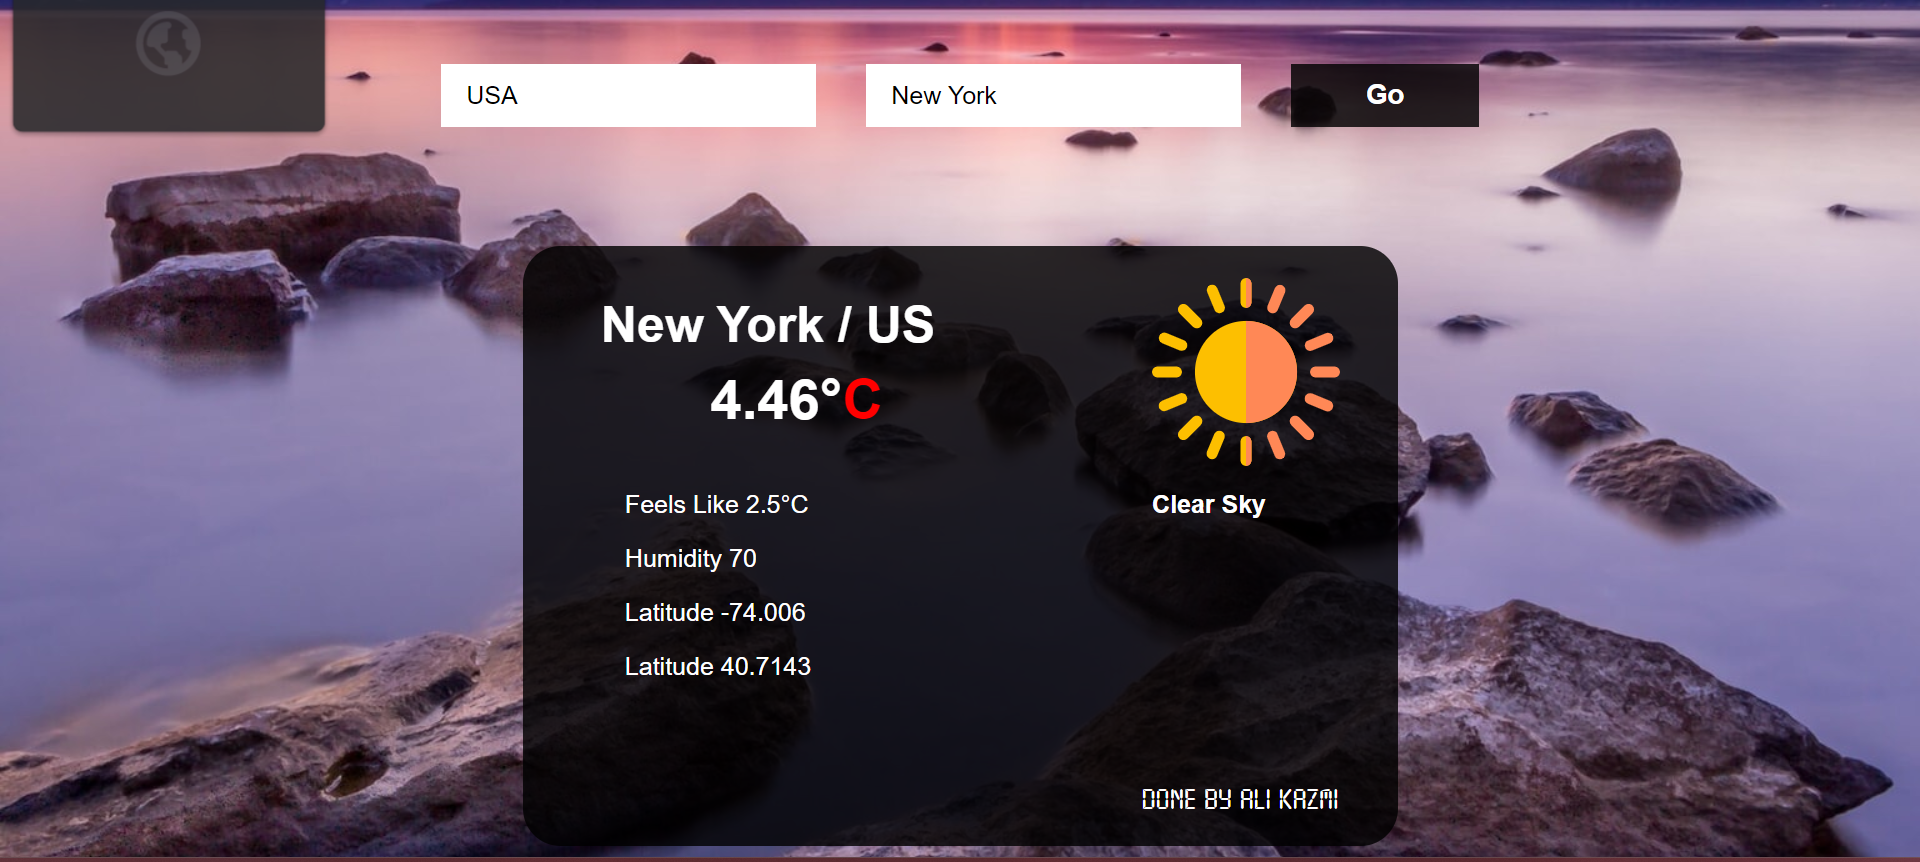 USA
New York
Go
New York / US
4.46°C
Feels Like 2.5°C
Clear Sky
Humidity 70
Latitude -74.006
Latitude 40.7143
DONE BY ALI KAZMI